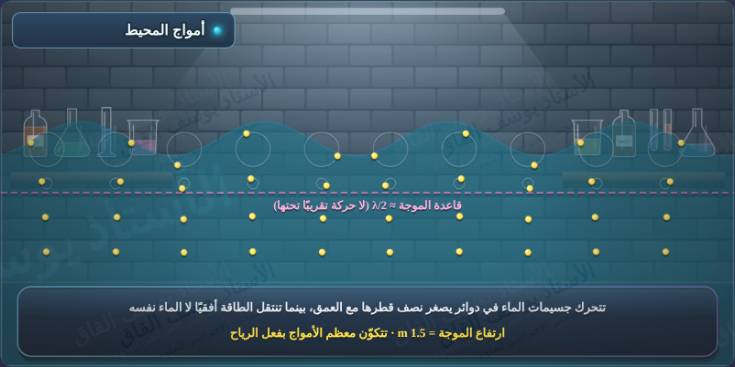 أمواج المحيط
قاعدة الموجة ≈ λ/2 (لا حركة تقريبًا تحتها)
تتحرك جسيمات الماء في دوائر يصغر نصف قطرها مع العمق، بينما تنتقل الطاقة أفقيًا لا الماء نفسه
ارتفاع الموجة = 1.5 m · تتكوّن معظم الأمواج بفعل الرياح